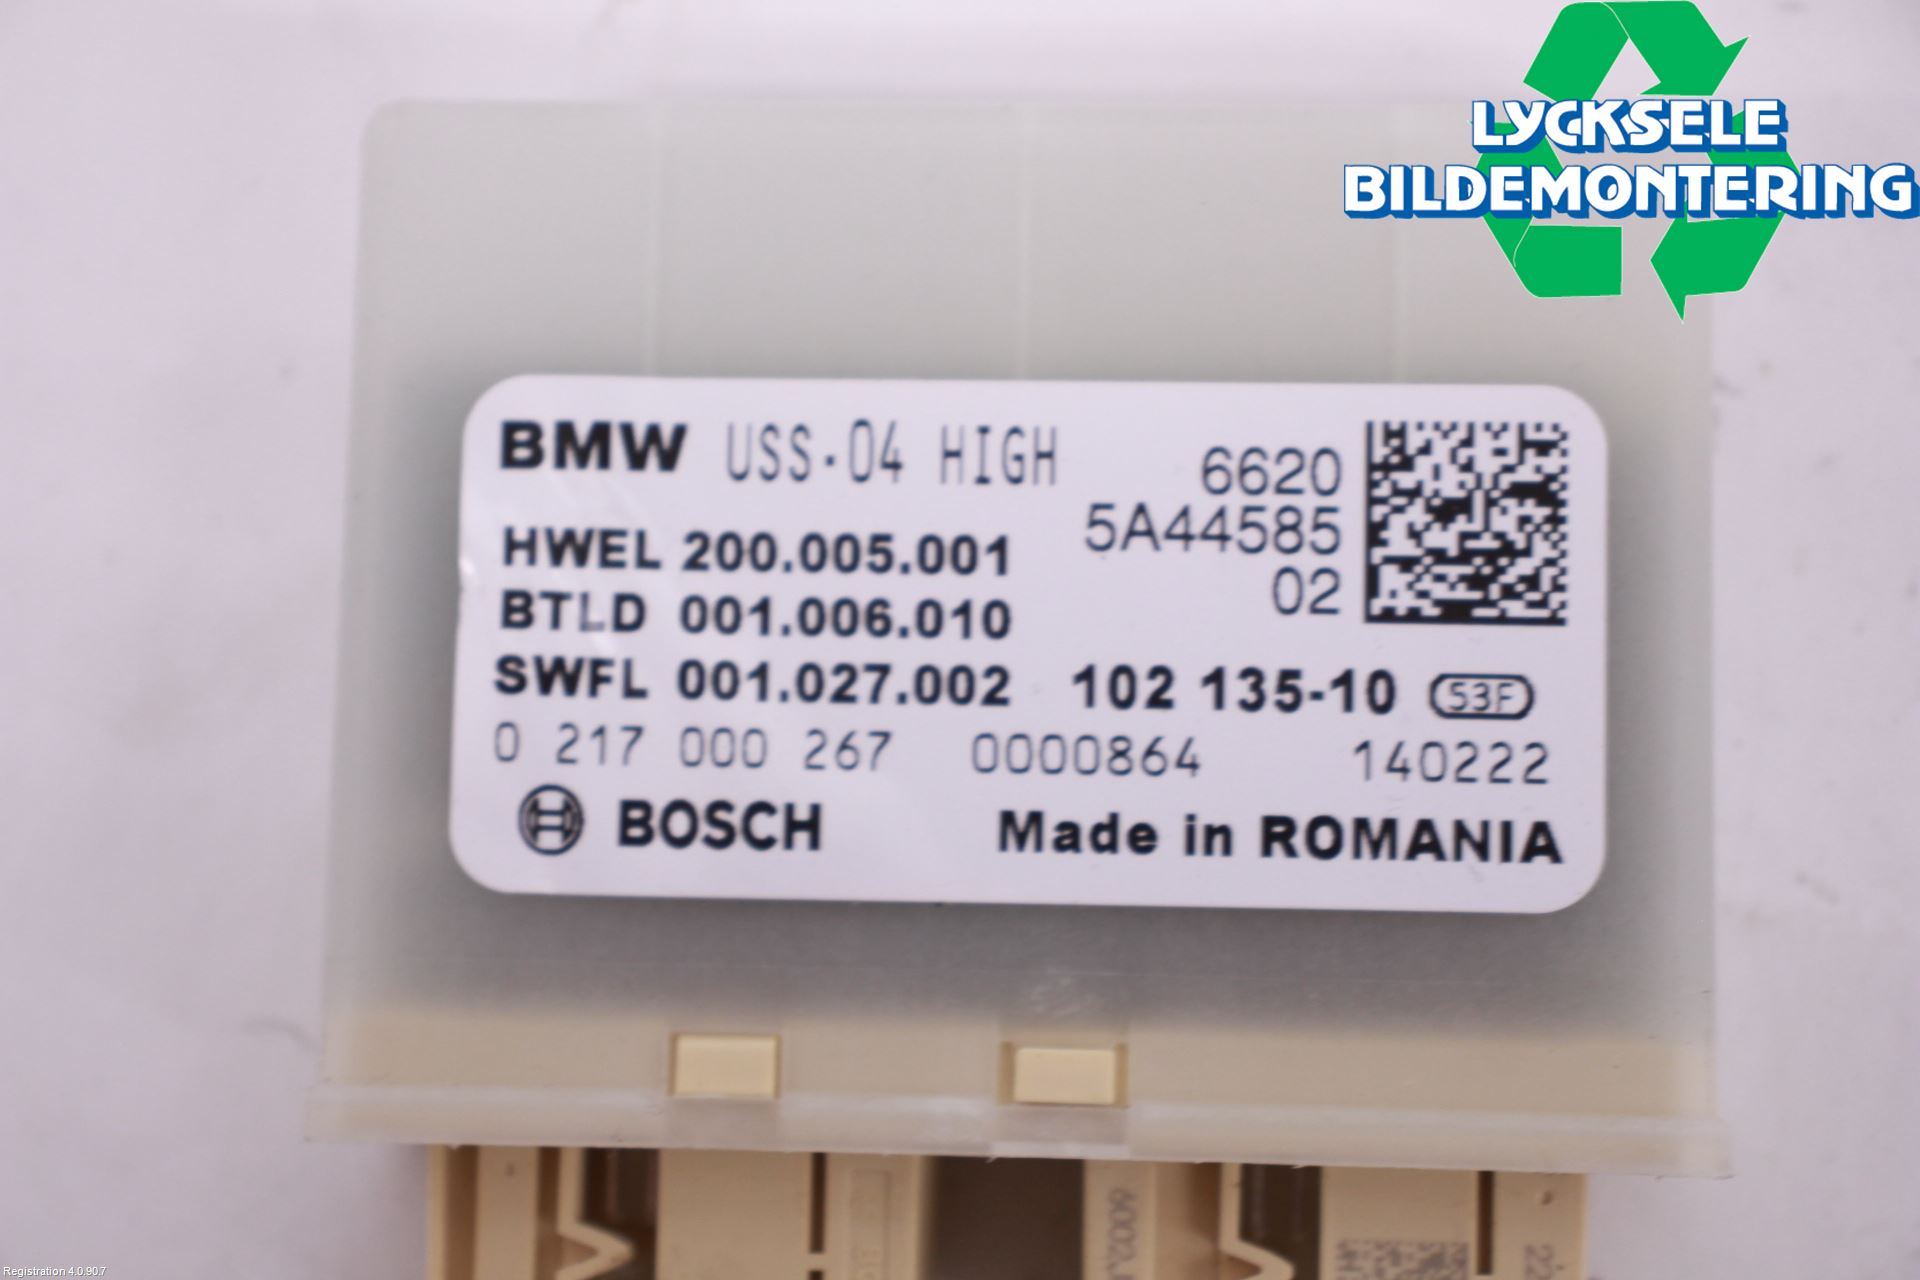 LYCKSELE
BILDEMONTERING
BMW USS-04 HIGH
6620
5A44585
02
HWEL 200.005.001
BTLD 001.006.010
SWFL 001.027.002 102 135-10 53F
0 217 000 267 0000864 140222
BOSCH Made in ROMANIA
Registration 4.0.90.7